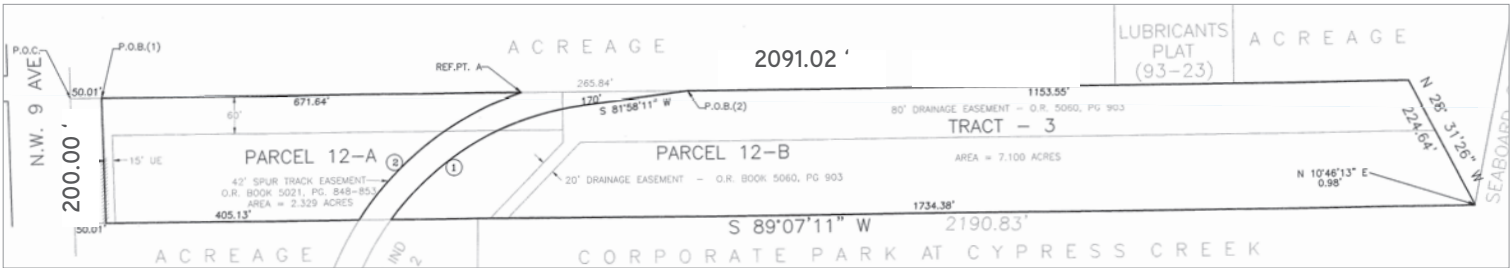 A C R E A G E
2091.02 '
LUBRICANTS
PLAT
(93-23)
A C R E A G E
P.O.C.
P.O.B.(1)
REF.PT. A
265.84'
N.W. 9 AVE.
50.01'
671.64'
170'
S 81°58'11" W
P.O.B.(2)
1153.55'
80' DRAINAGE EASEMENT - O.R. 5060, PG 903
TRACT - 3
N 28° 31'26" W
224.64'
SEABOARD
60'
200.00 '
15' UE
PARCEL 12-A
2
1
PARCEL 12-B
AREA = 7.100 ACRES
42' SPUR TRACK EASEMENT
O.R. BOOK 5021, PG. 848-853
AREA = 2.329 ACRES
20' DRAINAGE EASEMENT - O.R. BOOK 5060, PG 903
N 10°46'13" E
0.98'
405.13'
1734.38'
50.01'
S 89°07'11" W
2190.83'
A C R E A G E
IND
2
CORPORATE PARK AT CYPRESS CREEK